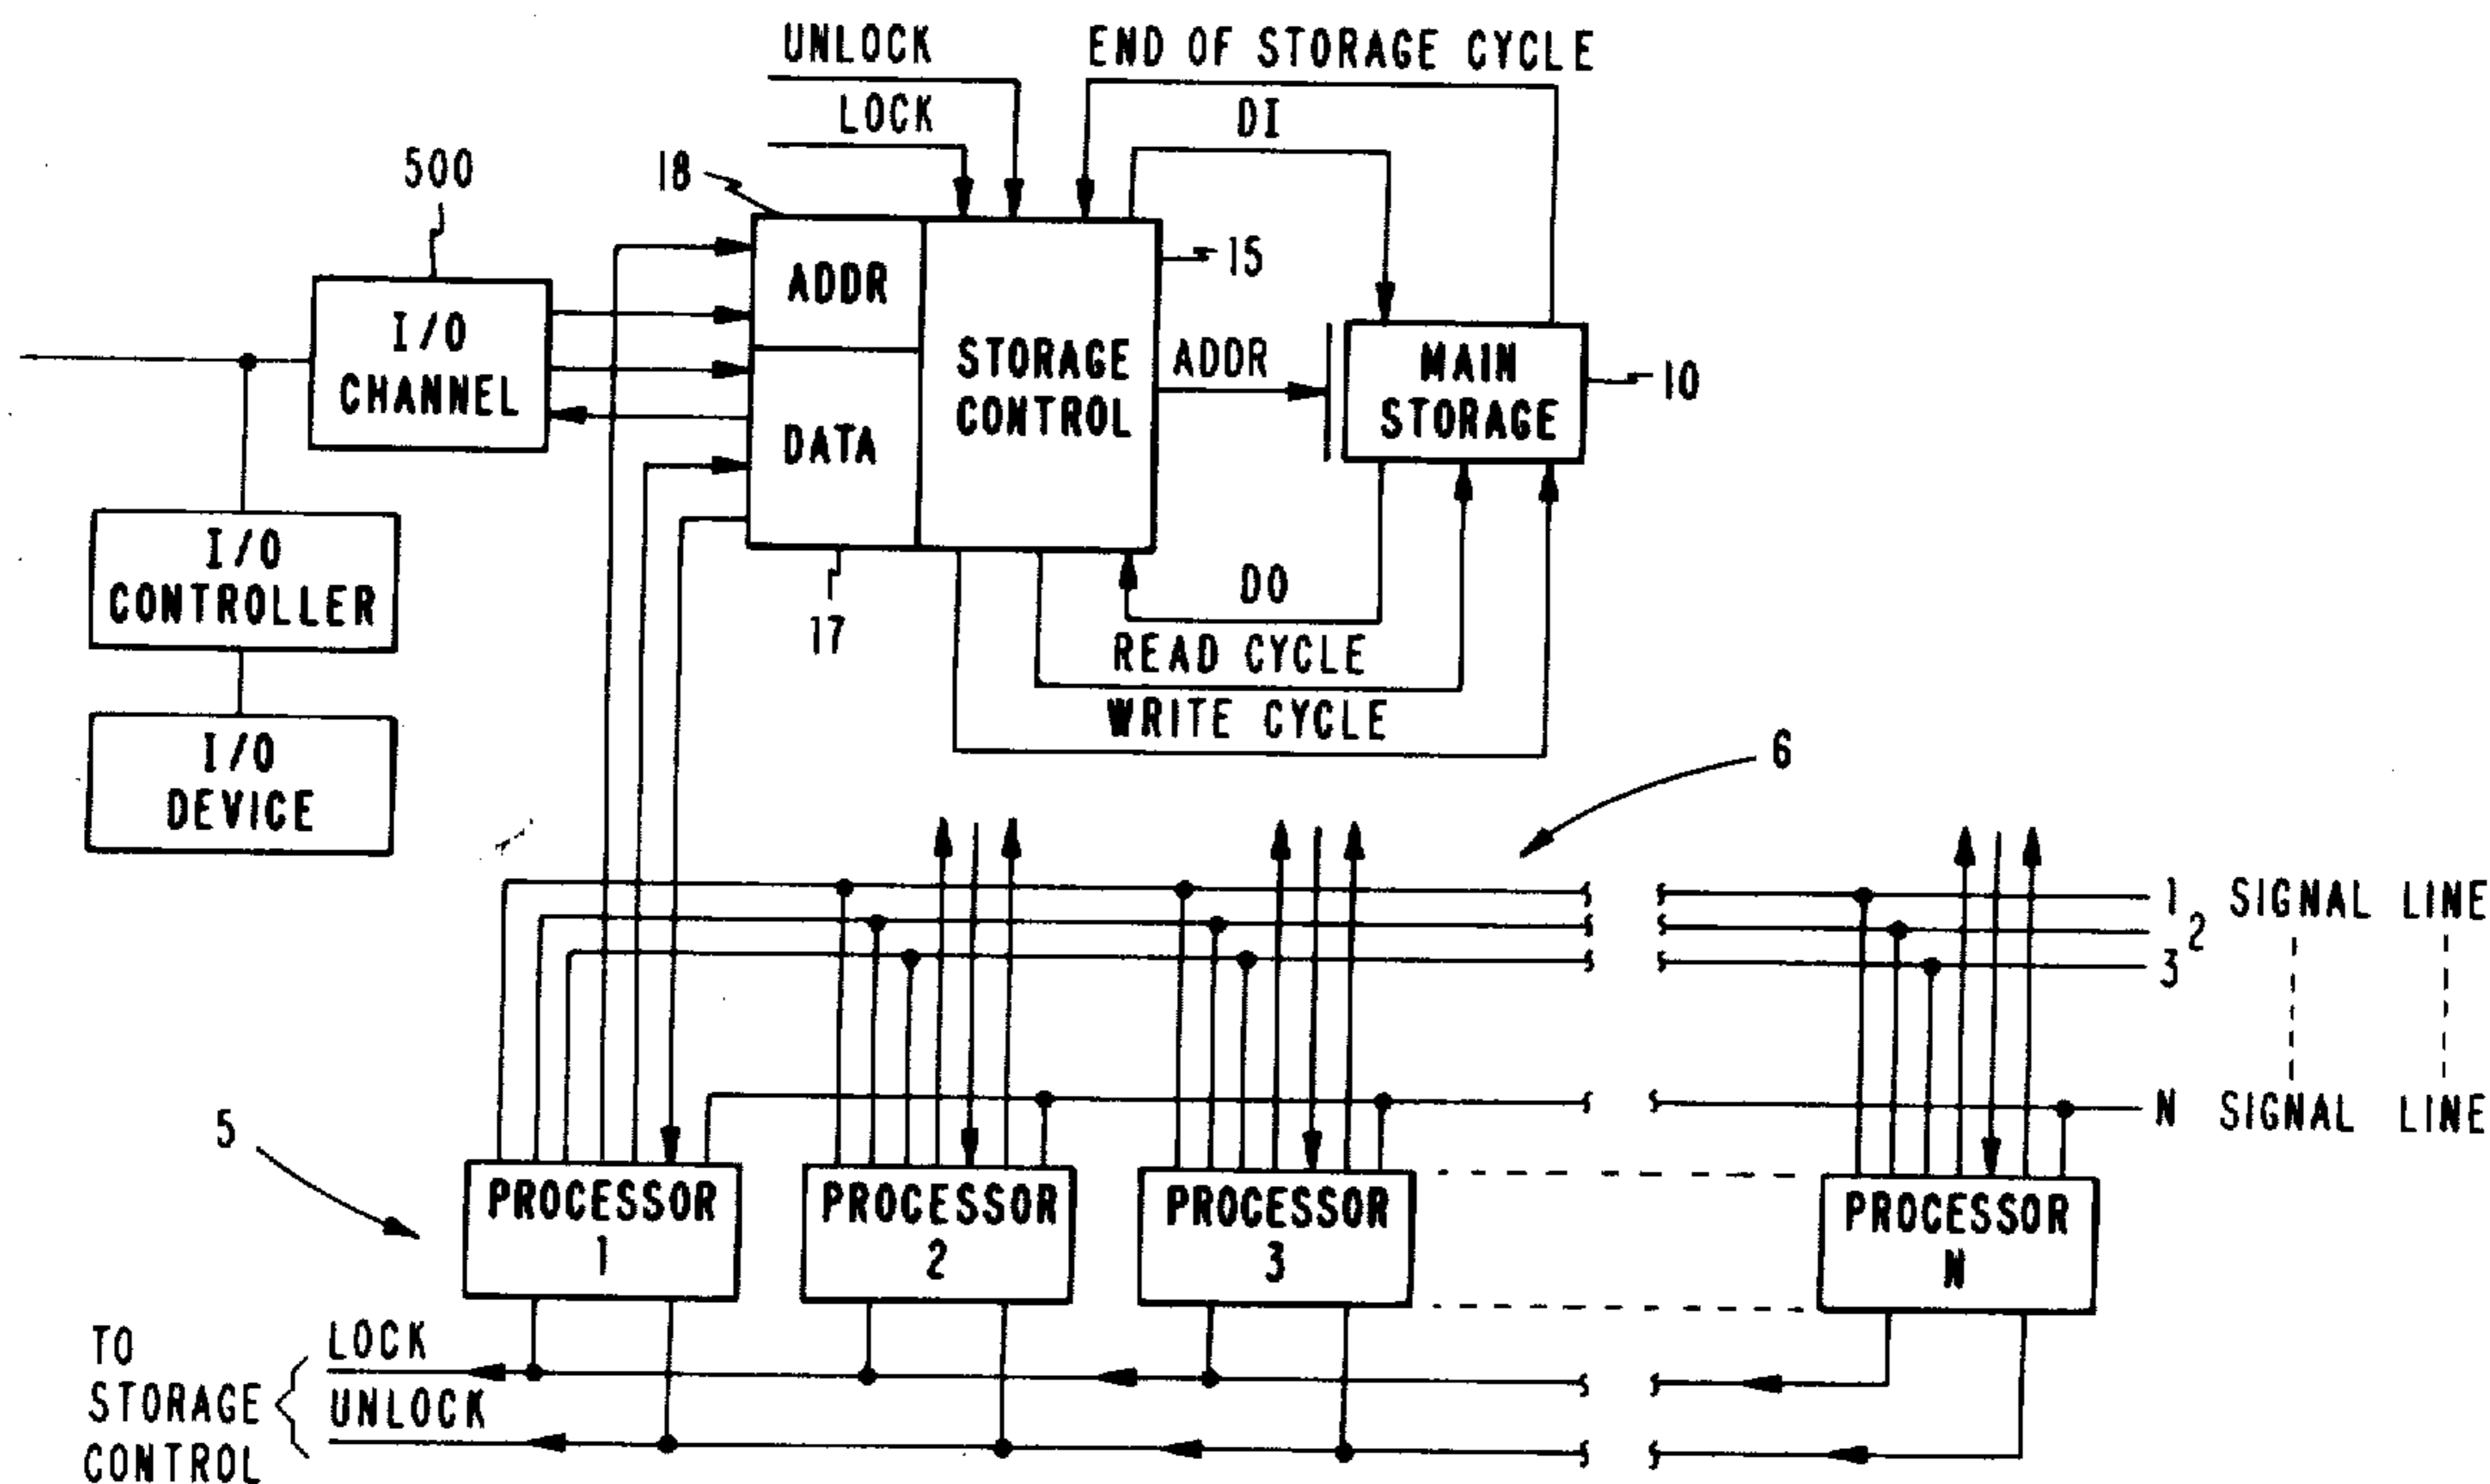 UNLOCK
END OF STORAGE CYCLE
LOCK
DI
500
18
15
ADDR
I/O
CHANNEL
STORAGE
CONTROL
ADDR
MAIN
STORAGE
10
DATA
I/O
CONTROLLER
DO
17
READ CYCLE
WRITE CYCLE
I/O
DEVICE
6
1 SIGNAL LINE
2
3
N SIGNAL LINE
5
PROCESSOR
1
PROCESSOR
2
PROCESSOR
3
PROCESSOR
N
TO
STORAGE
CONTROL
LOCK
UNLOCK